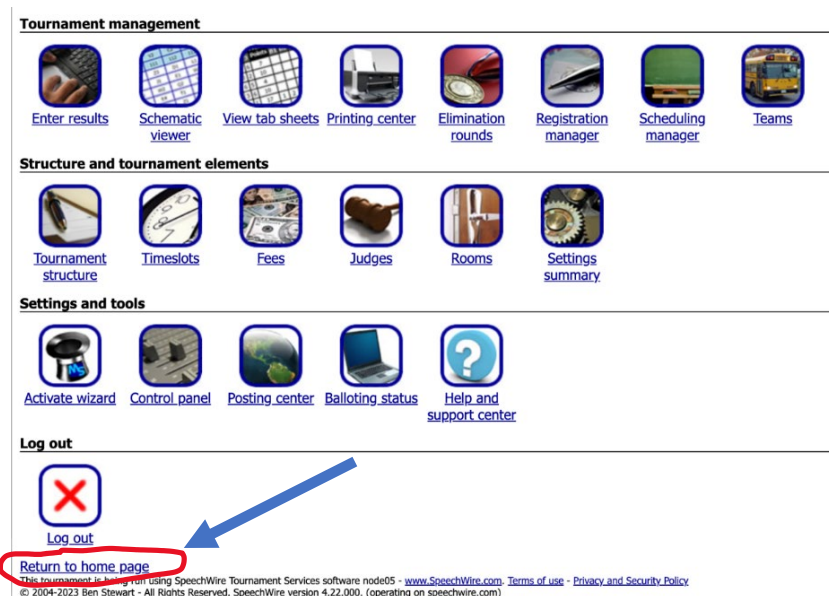 Tournament management
Enter results Schematic viewer View tab sheets Printing center Elimination rounds Registration manager Scheduling manager Teams
Structure and tournament elements
Tournament structure Timeslots Fees Judges Rooms Settings summary
Settings and tools
Activate wizard Control panel Posting center Balloting status Help and support center
Log out
Log out
Return to home page
This tournament is being run using SpeechWire Tournament Services software node05 - www.SpeechWire.com. Terms of use - Privacy and Security Policy
© 2004-2023 Ben Stewart - All Rights Reserved. SpeechWire version 4.22.000. (operating on speechwire.com)